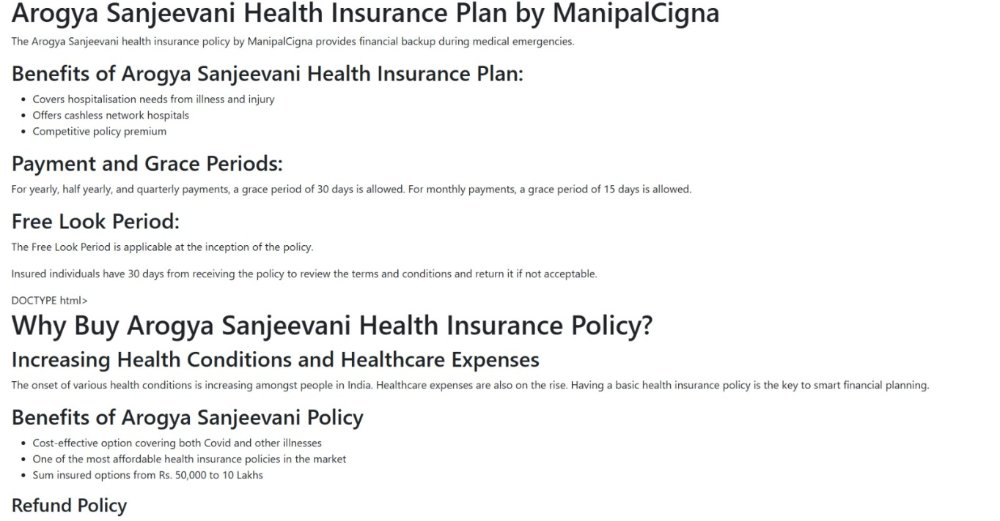 Arogya Sanjeevani Health Insurance Plan by ManipalCigna
The Arogya Sanjeevani health insurance policy by ManipalCigna provides financial backup during medical emergencies.
Benefits of Arogya Sanjeevani Health Insurance Plan:
• Covers hospitalisation needs from illness and injury
• Offers cashless network hospitals
• Competitive policy premium
Payment and Grace Periods:
For yearly, half yearly, and quarterly payments, a grace period of 30 days is allowed. For monthly payments, a grace period of 15 days is allowed.
Free Look Period:
The Free Look Period is applicable at the inception of the policy.
Insured individuals have 30 days from receiving the policy to review the terms and conditions and return it if not acceptable.
DOCTYPE html>
Why Buy Arogya Sanjeevani Health Insurance Policy?
Increasing Health Conditions and Healthcare Expenses
The onset of various health conditions is increasing amongst people in India. Healthcare expenses are also on the rise. Having a basic health insurance policy is the key to smart financial planning.
Benefits of Arogya Sanjeevani Policy
• Cost-effective option covering both Covid and other illnesses
• One of the most affordable health insurance policies in the market
• Sum insured options from Rs. 50,000 to 10 Lakhs
Refund Policy